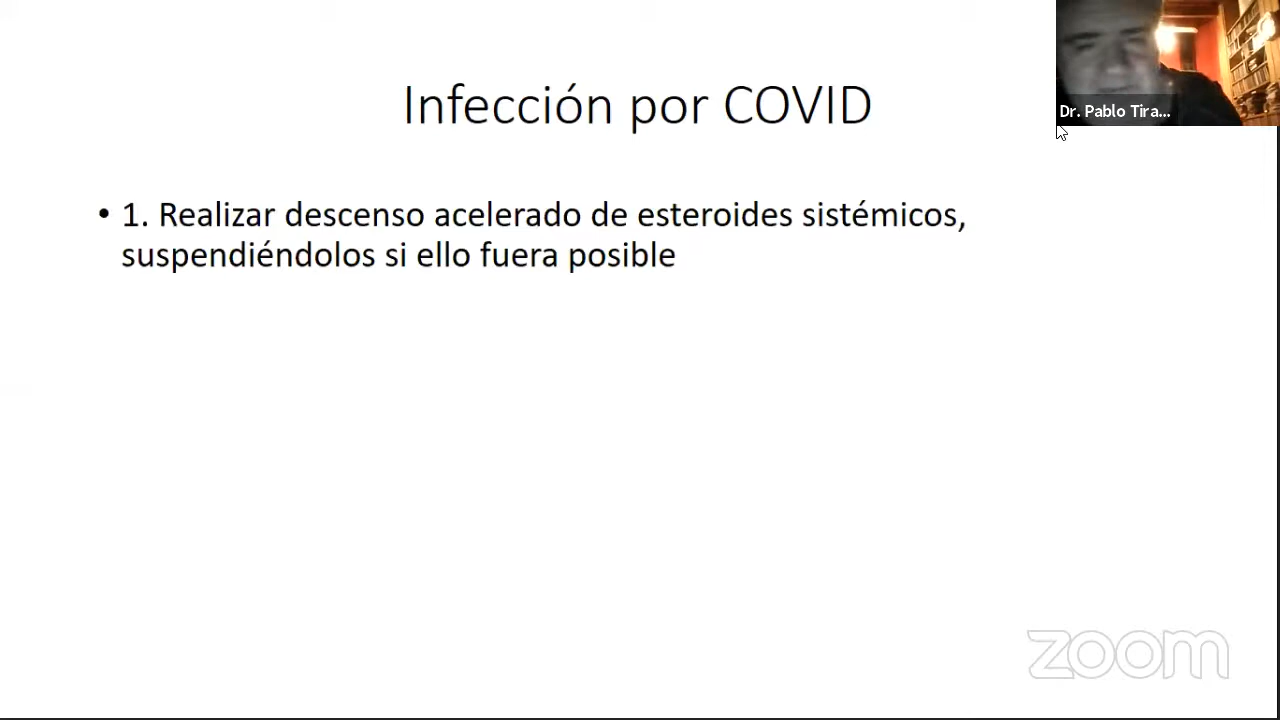 Infección por COVID
Dr. Pablo Tira...
• 1. Realizar descenso acelerado de esteroides sistémicos,
suspendiéndolos si ello fuera posible
zoom